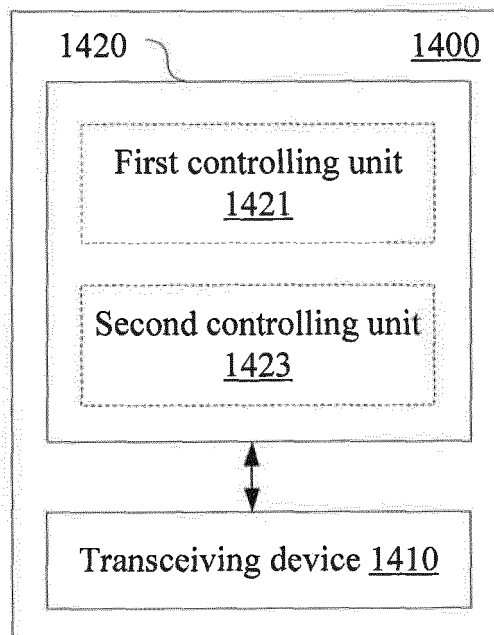 1420 1400
First controlling unit
1421
Second controlling unit
1423
Transceiving device 1410